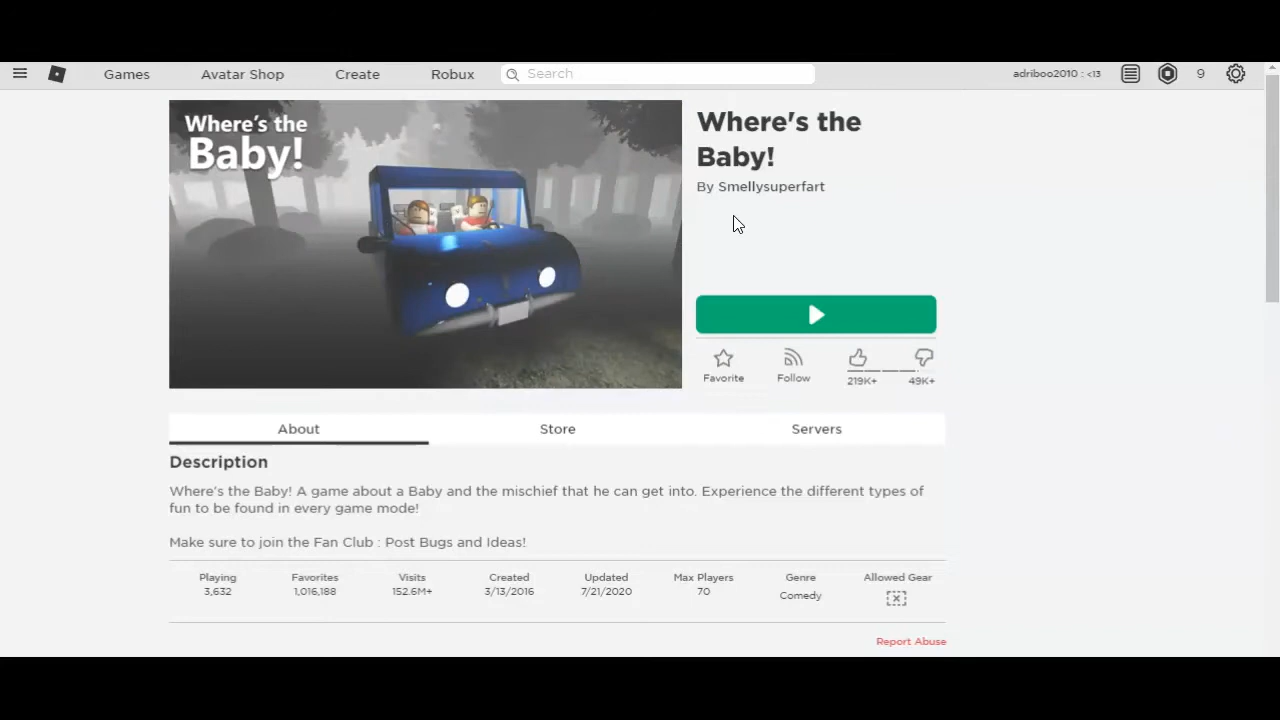 Games Avatar Shop Create Robux Search adriboo2010 : <13 9
Where's the
Baby!
Where's the
Baby!
By Smellysuperfart
Favorite Follow 219K+ 49K+
About Store Servers
Description
Where's the Baby! A game about a Baby and the mischief that he can get into. Experience the different types of
fun to be found in every game mode!
Make sure to join the Fan Club : Post Bugs and Ideas!
Playing Favorites Visits Created Updated Max Players Genre Allowed Gear
3,632 1,016,188 152.6M+ 3/13/2016 7/21/2020 70 Comedy
Report Abuse